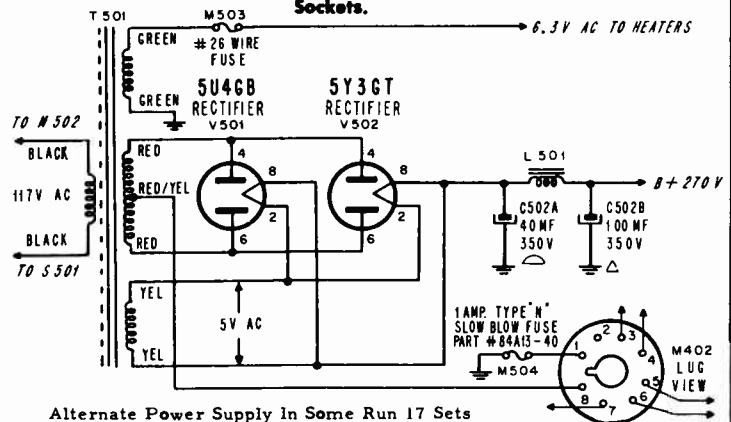 Sockets.
T 501
M503
GREEN
# 26 WIRE
FUSE
6.3V AC TO HEATERS
GREEN
5U4GB
RECTIFIER
V501
5Y3GT
RECTIFIER
V502
TO M 502
BLACK
117V AC
BLACK
TO S 501
RED
RED/YEL
RED
4
8
2
6
4
8
2
6
L 501
B+ 270V
C502A
40 MF
350V
C502B
100 MF
350V
YEL
5V AC
YEL
1 AMP. TYPE "N"
SLOW BLOW FUSE
PART #84A13-40
M504
1
2
3
4
5
6
7
8
M402
LUG
VIEW
Alternate Power Supply In Some Run 17 Sets